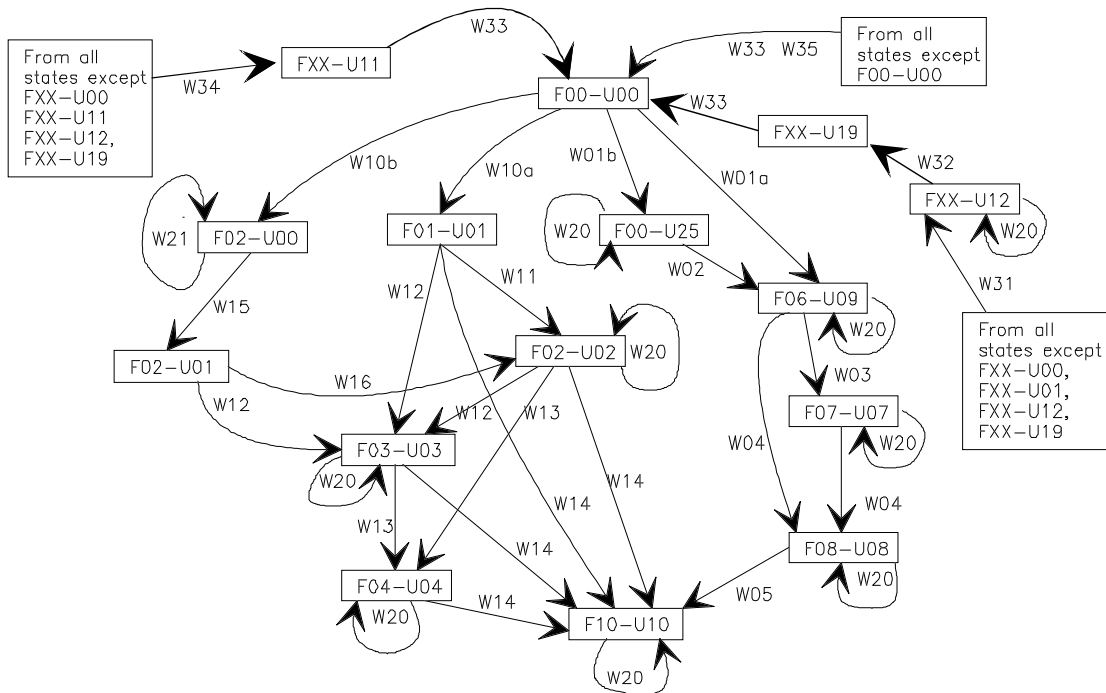 W33
From all
states except
FXX-U00
FXX-U11
FXX-U12,
FXX-U19
W34
FXX-U11
W33 W35
From all
states except
F00-U00
F00-U00
W33
FXX-U19
W32
FXX-U12
W20
W31
From all
states except
FXX-U00,
FXX-U01,
FXX-U12,
FXX-U19
W10b
W10a
W01b
W01a
W21
F02-U00
F01-U01
W20
F00-U25
W02
W15
W12
W11
F06-U09
W20
F02-U01
F02-U02
W20
W16
W03
W12
W12
W13
F07-U07
W20
F03-U03
W20
W04
W14
W14
W04
W13
W14
F08-U08
W20
F04-U04
W20
W14
W05
F10-U10
W20